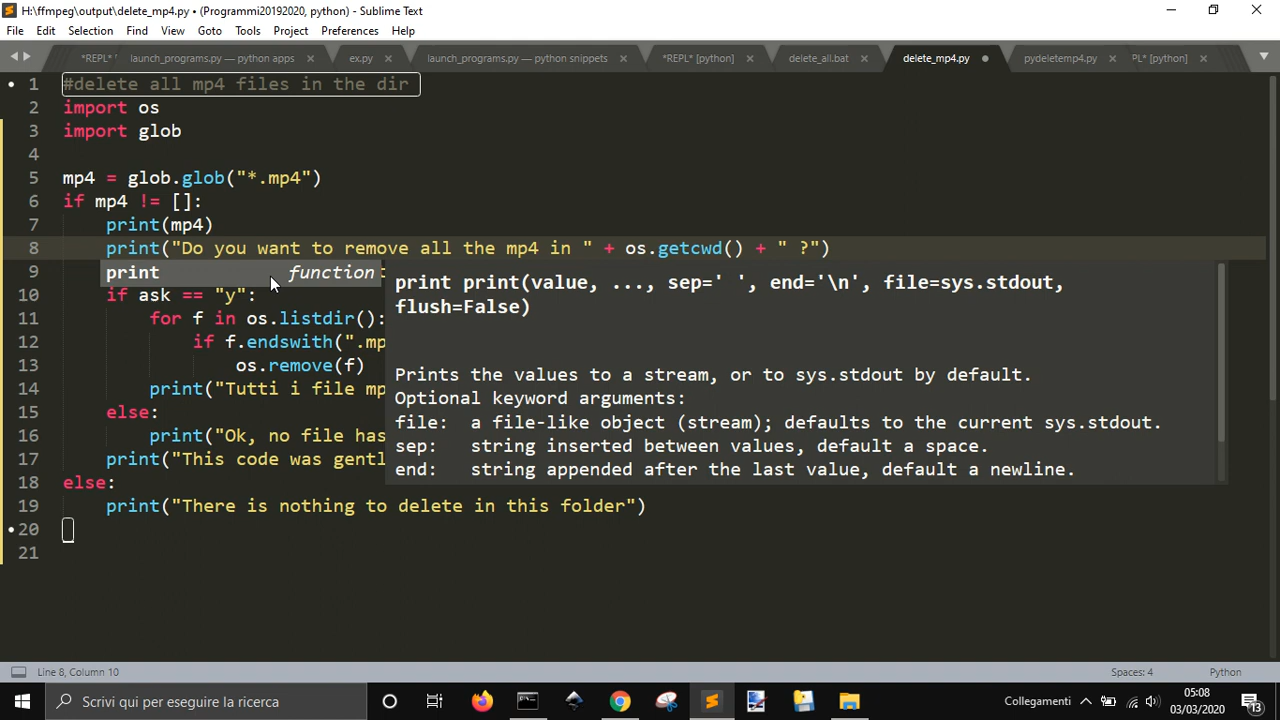 H:\ffmpeg\output\delete_mp4.py • (Programmi20192020, python) - Sublime Text
File Edit Selection Find View Goto Tools Project Preferences Help
*REPL* launch_programs.py — python apps × ex.py × launch_programs.py — python snippets × *REPL* [python] × delete_all.bat × delete_mp4.py • pydeletemp4.py × PL* [python] ×
1 #delete all mp4 files in the dir
2 import os
3 import glob
4
5 mp4 = glob.glob("*.mp4")
6 if mp4 != []:
7 print(mp4)
8 print("Do you want to remove all the mp4 in " + os.getcwd() + " ?")
9 print function
10 if ask == "y":
11 for f in os.listdir():
12 if f.endswith(".mp
13 os.remove(f)
14 print("Tutti i file mp
15 else:
16 print("Ok, no file has
17 print("This code was gentl
18 else:
19 print("There is nothing to delete in this folder")
20
21
print print(value, ..., sep=' ', end='\n', file=sys.stdout,
flush=False)
Prints the values to a stream, or to sys.stdout by default.
Optional keyword arguments:
file: a file-like object (stream); defaults to the current sys.stdout.
sep: string inserted between values, default a space.
end: string appended after the last value, default a newline.
Line 8, Column 10 Spaces: 4 Python
Scrivi qui per eseguire la ricerca Collegamenti 05:08
03/03/2020 13